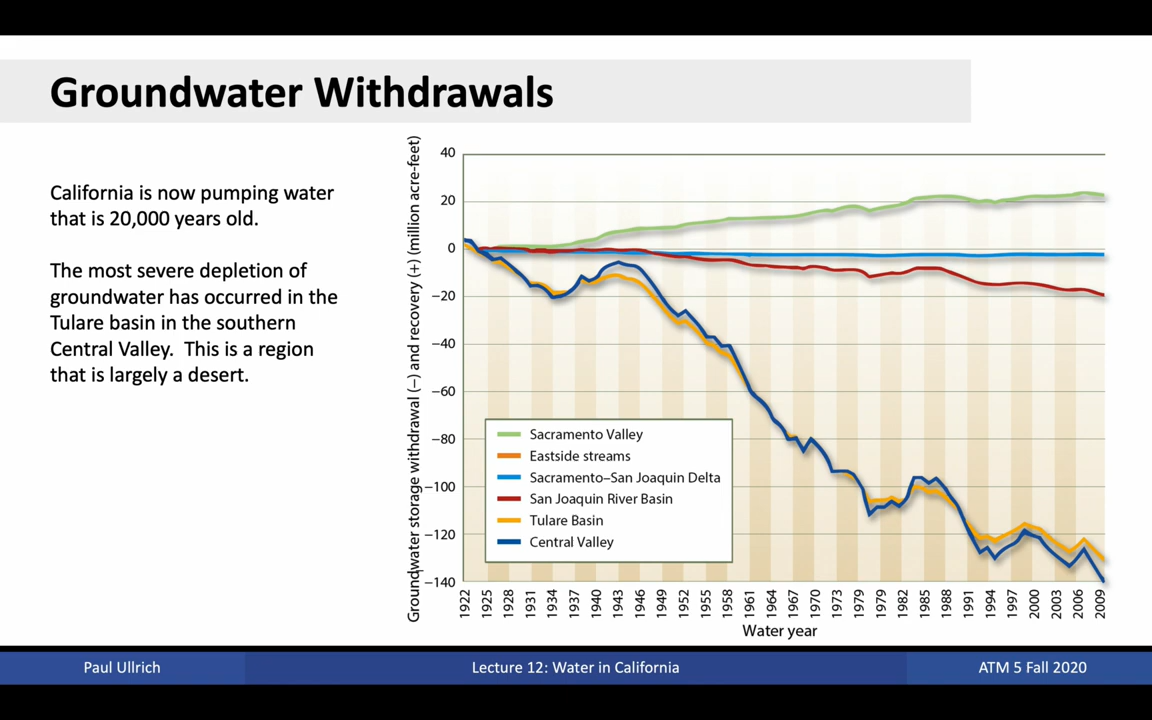 Groundwater Withdrawals
California is now pumping water
that is 20,000 years old.
The most severe depletion of
groundwater has occurred in the
Tulare basin in the southern
Central Valley.  This is a region
that is largely a desert.
Groundwater storage withdrawal (−) and recovery (+) (million acre-feet)
40
20
0
−20
−40
−60
−80
−100
−120
−140
Sacramento Valley
Eastside streams
Sacramento–San Joaquin Delta
San Joaquin River Basin
Tulare Basin
Central Valley
1922 1925 1928 1931 1934 1937 1940 1943 1946 1949 1952 1955 1958 1961 1964 1967 1970 1973 1979 1979 1982 1985 1988 1991 1994 1997 2000 2003 2006 2009
Water year
Paul Ullrich
Lecture 12: Water in California
ATM 5 Fall 2020